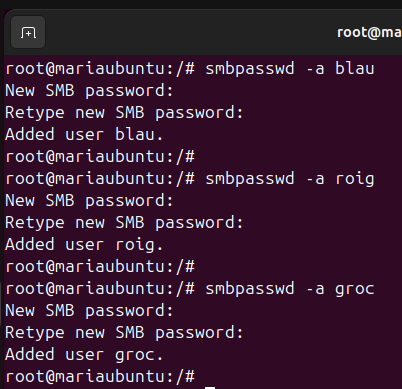 root@ma
root@mariaubuntu:/# smbpasswd -a blau
New SMB password:
Retype new SMB password:
Added user blau.
root@mariaubuntu:/#
root@mariaubuntu:/# smbpasswd -a roig
New SMB password:
Retype new SMB password:
Added user roig.
root@mariaubuntu:/#
root@mariaubuntu:/# smbpasswd -a groc
New SMB password:
Retype new SMB password:
Added user groc.
root@mariaubuntu:/#